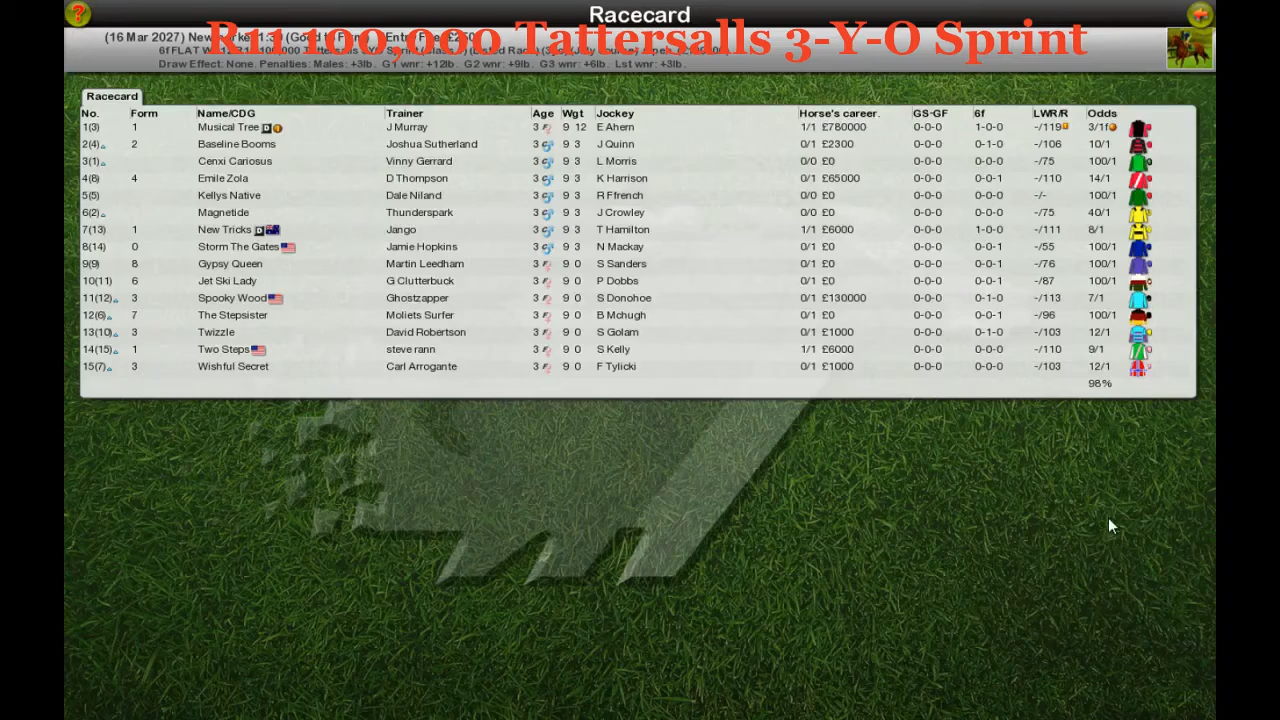 Racecard
R11 100,000 Tattersalls 3-Y-O Sprint
(16 Mar 2027)
Draw Effect: None. Penalties: Males: +3lb. G1 wnr: +12lb. G2 wnr: +9lb. G3 wnr: +6lb. Lst wnr: +3lb.
Racecard
No. Form Name/CDG Trainer Age Wgt Jockey Horse's career. GS-GF 6f LWR/R Odds
1(3) 1 Musical Tree D J Murray 3 9 12 E Ahern 1/1 £780000 0-0-0 1-0-0 -/119 3/1f
2(4) 2 Baseline Booms Joshua Sutherland 3 9 3 J Quinn 0/1 £2300 0-0-0 0-1-0 -/106 10/1
3(1) Cenxi Cariosus Vinny Gerrard 3 9 3 L Morris 0/0 £0 0-0-0 0-0-0 -/75 100/1
4(8) 4 Emile Zola D Thompson 3 9 3 K Harrison 0/1 £65000 0-0-0 0-0-1 -/110 14/1
5(5) Kellys Native Dale Niland 3 9 3 R Ffrench 0/0 £0 0-0-0 0-0-0 -/- 100/1
6(2) Magnetide Thunderspark 3 9 3 J Crowley 0/0 £0 0-0-0 0-0-0 -/75 40/1
7(13) 1 New Tricks D Jango 3 9 3 T Hamilton 1/1 £6000 0-0-0 0-0-0 -/111 8/1
8(14) 0 Storm The Gates Jamie Hopkins 3 9 3 N Mackay 0/1 £0 0-0-0 0-0-1 -/55 100/1
9(9) 8 Gypsy Queen Martin Leedham 3 9 0 S Sanders 0/1 £0 0-0-0 0-0-1 -/76 100/1
10(11) 6 Jet Ski Lady G Clutterbuck 3 9 0 P Dobbs 0/1 £0 0-0-0 0-0-1 -/87 100/1
11(12) 3 Spooky Wood Ghostzapper 3 9 0 S Donohoe 0/1 £130000 0-0-0 0-1-0 -/113 7/1
12(6) 7 The Stepsister Moliets Surfer 3 9 0 B Mchugh 0/1 £0 0-0-0 0-0-1 -/96 100/1
13(10) 3 Twizzle David Robertson 3 9 0 S Golam 0/1 £1000 0-0-0 0-1-0 -/103 12/1
14(15) 1 Two Steps steve rann 3 9 0 S Kelly 1/1 £6000 0-0-0 0-0-0 -/110 9/1
15(7) 3 Wishful Secret Carl Arrogante 3 9 0 F Tylicki 0/1 £1000 0-0-0 0-0-1 -/103 12/1
98%